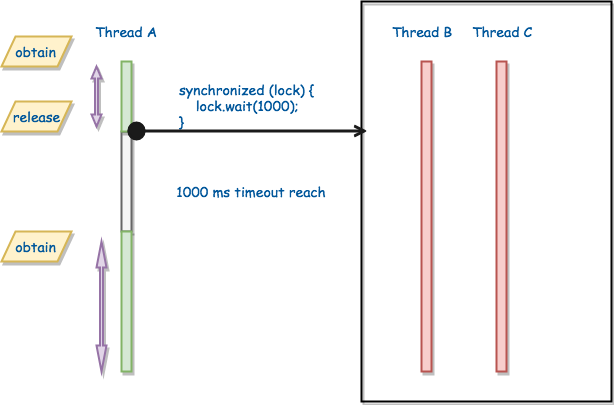 Thread A
Thread B
Thread C
obtain
synchronized (lock) {
lock.wait(1000);
}
release
1000 ms timeout reach
obtain